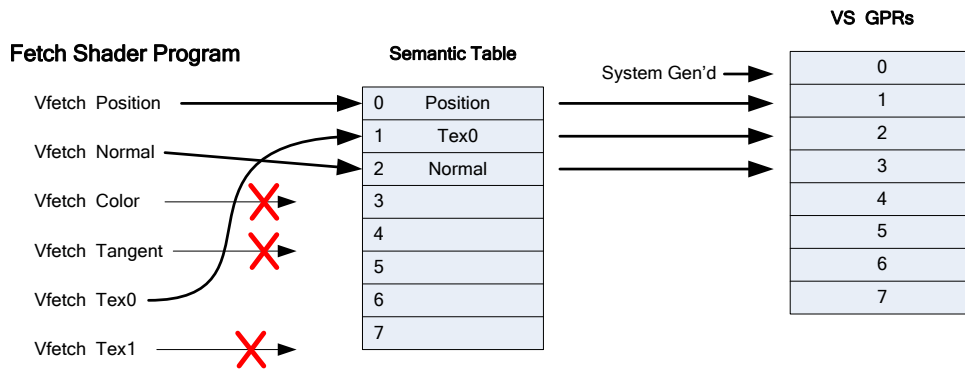 VS GPRs
Fetch Shader Program
Semantic Table
System Gen'd
Vfetch Position
Vfetch Normal
Vfetch Color
Vfetch Tangent
Vfetch Tex0
Vfetch Tex1
0 Position
1 Tex0
2 Normal
3
4
5
6
7
0
1
2
3
4
5
6
7